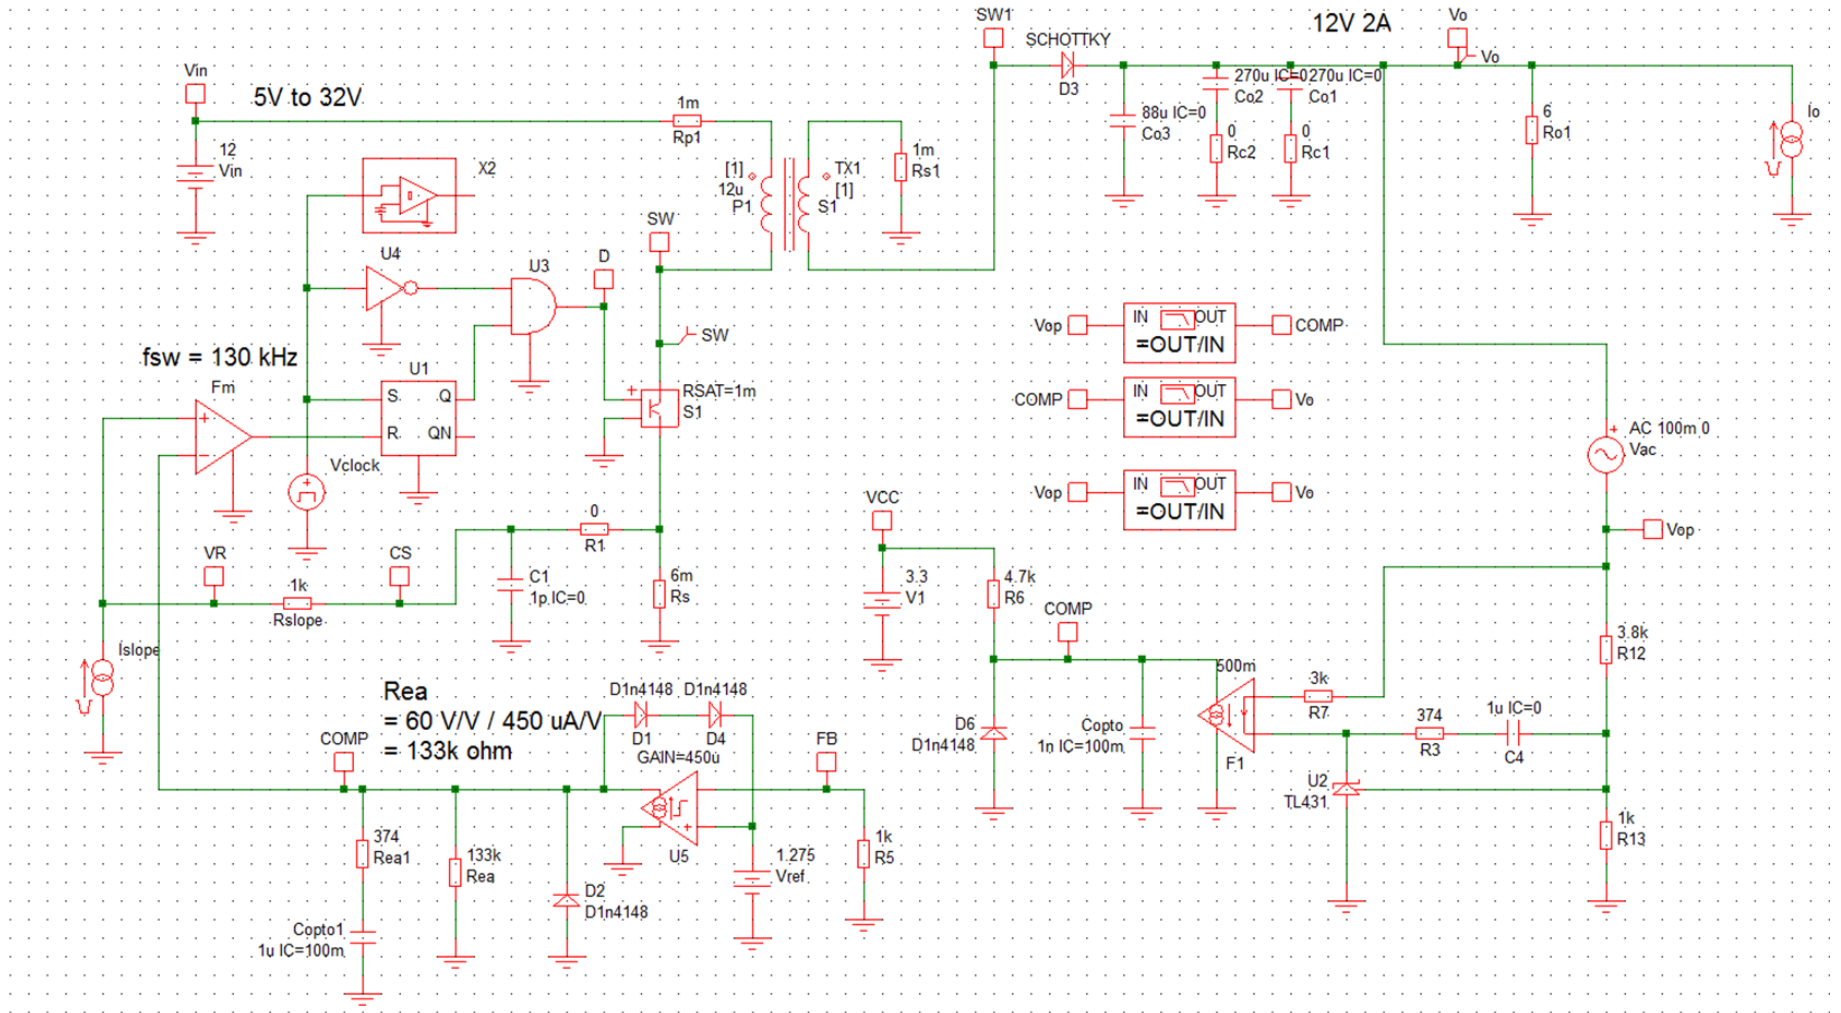 SW1
12V 2A
Vo
SCHOTTKY
Vo
D3
Vin
5V to 32V
270u IC=0
270u IC=0
Co2
Co1
1m
Rp1
88u IC=0
Co3
6
Ro1
Io
0
Rc2
0
Rc1
12
Vin
X2
[1]
12u
P1
TX1
[1]
S1
1m
Rs1
SW
U4
U3
D
Vop
IN
OUT
=OUT/IN
COMP
SW
fsw = 130 kHz
Fm
U1
S
Q
R
QN
RSAT=1m
S1
COMP
IN
OUT
=OUT/IN
Vo
AC 100m 0
Vac
Vclock
Vop
IN
OUT
=OUT/IN
Vo
VCC
0
R1
Vop
VR
CS
1k
Rslope
C1
1p IC=0
6m
Rs
3.3
V1
4.7k
R6
COMP
Islope
3.8k
R12
500m
3k
R7
Rea
= 60 V/V / 450 uA/V
= 133k ohm
D1n4148
D1n4148
D1
D4
GAIN=450u
COMP
FB
D6
D1n4148
Copto
1n IC=100m
F1
374
R3
1u IC=0
C4
U2
TL431
1k
R13
374
Rea1
133k
Rea
U5
1k
R5
1.275
Vref
D2
D1n4148
Copto1
1u IC=100m